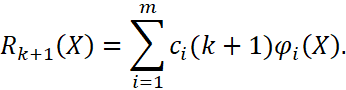 $$R_{k+1}(X) = \sum_{i=1}^{m} c_i(k+1)\varphi_i(X).$$